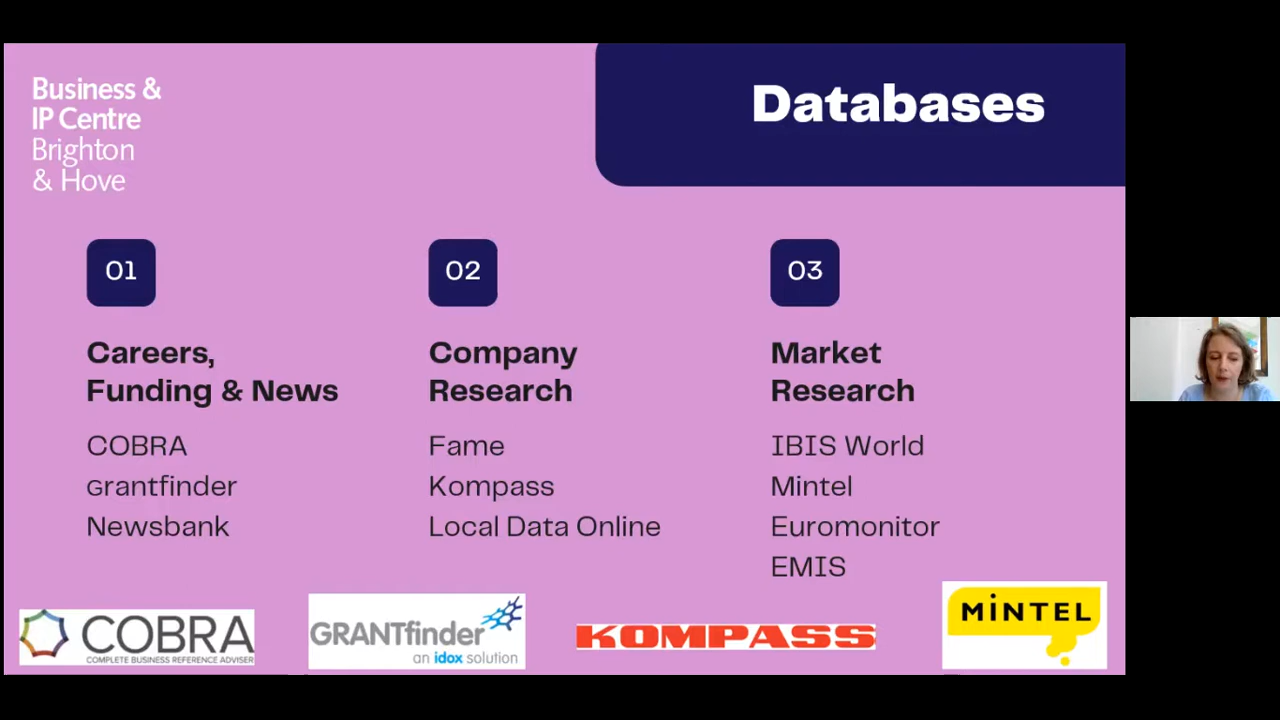 Business &
IP Centre
Brighton
& Hove
Databases
01
Careers,
Funding & News
COBRA
Grantfinder
Newsbank
02
Company
Research
Fame
Kompass
Local Data Online
03
Market
Research
IBIS World
Mintel
Euromonitor
EMIS
COBRA
COMPLETE BUSINESS REFERENCE ADVISER
GRANTfinder
an idox solution
KOMPASS
MiNTEL